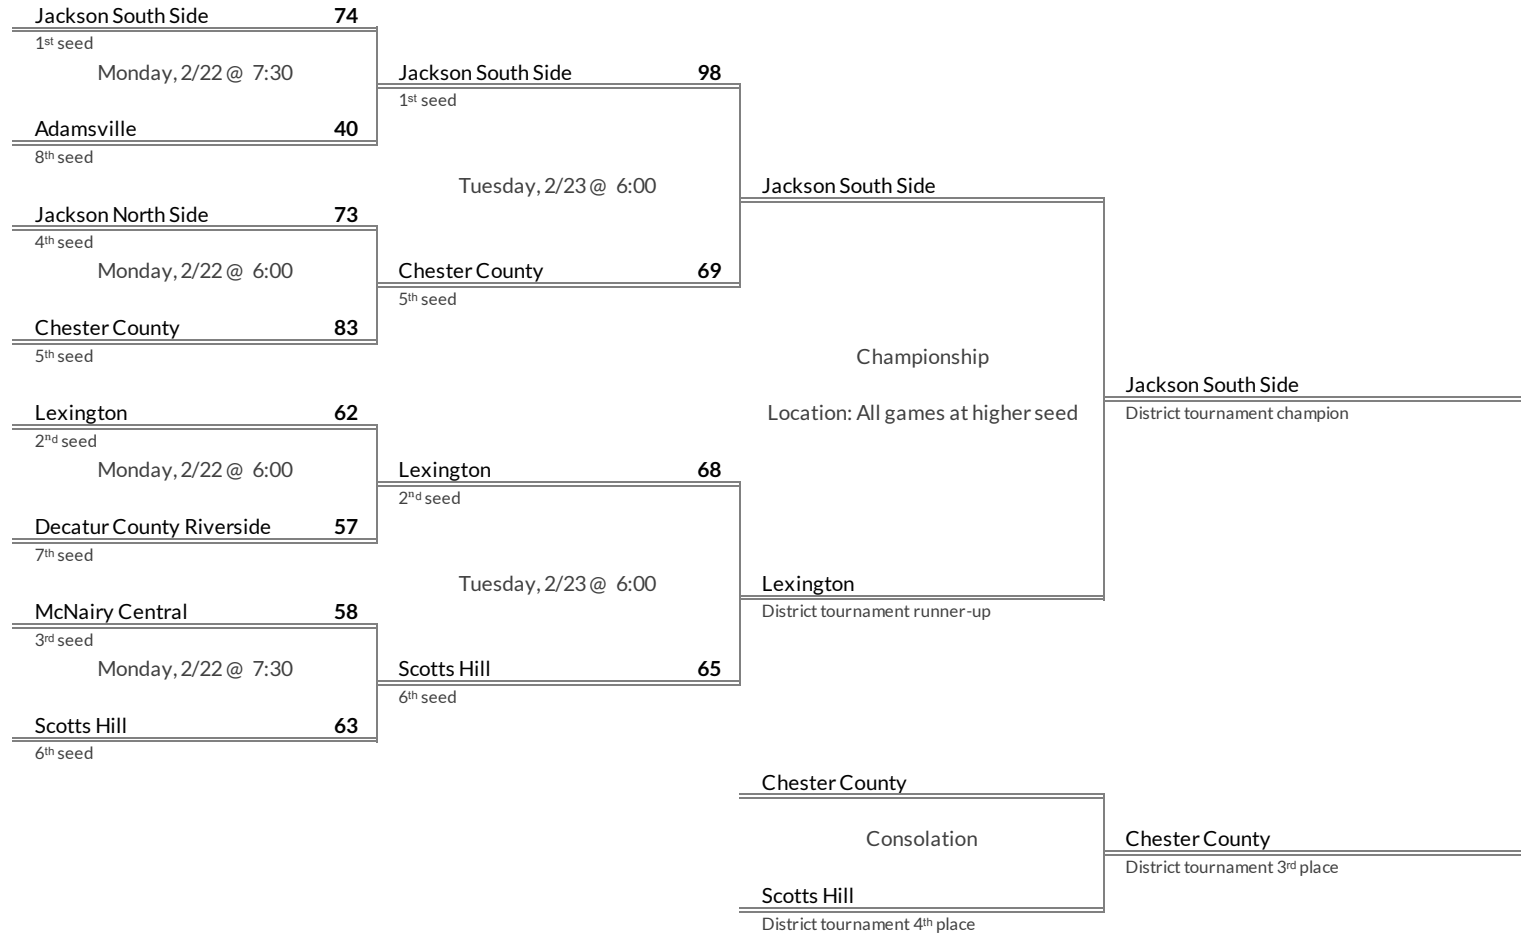 Jackson South Side 74
1st seed
Monday, 2/22 @ 7:30
Adamsville 40
8th seed
Jackson North Side 73
4th seed
Monday, 2/22 @ 6:00
Chester County 83
5th seed
Lexington 62
2nd seed
Monday, 2/22 @ 6:00
Decatur County Riverside 57
7th seed
McNairy Central 58
3rd seed
Monday, 2/22 @ 7:30
Scotts Hill 63
6th seed
Jackson South Side 98
1st seed
Tuesday, 2/23 @ 6:00
Chester County 69
5th seed
Lexington 68
2nd seed
Tuesday, 2/23 @ 6:00
Scotts Hill 65
6th seed
Jackson South Side
Championship
Location: All games at higher seed
Lexington
District tournament runner-up
Jackson South Side
District tournament champion
Chester County
Consolation
Scotts Hill
District tournament 4th place
Chester County
District tournament 3rd place